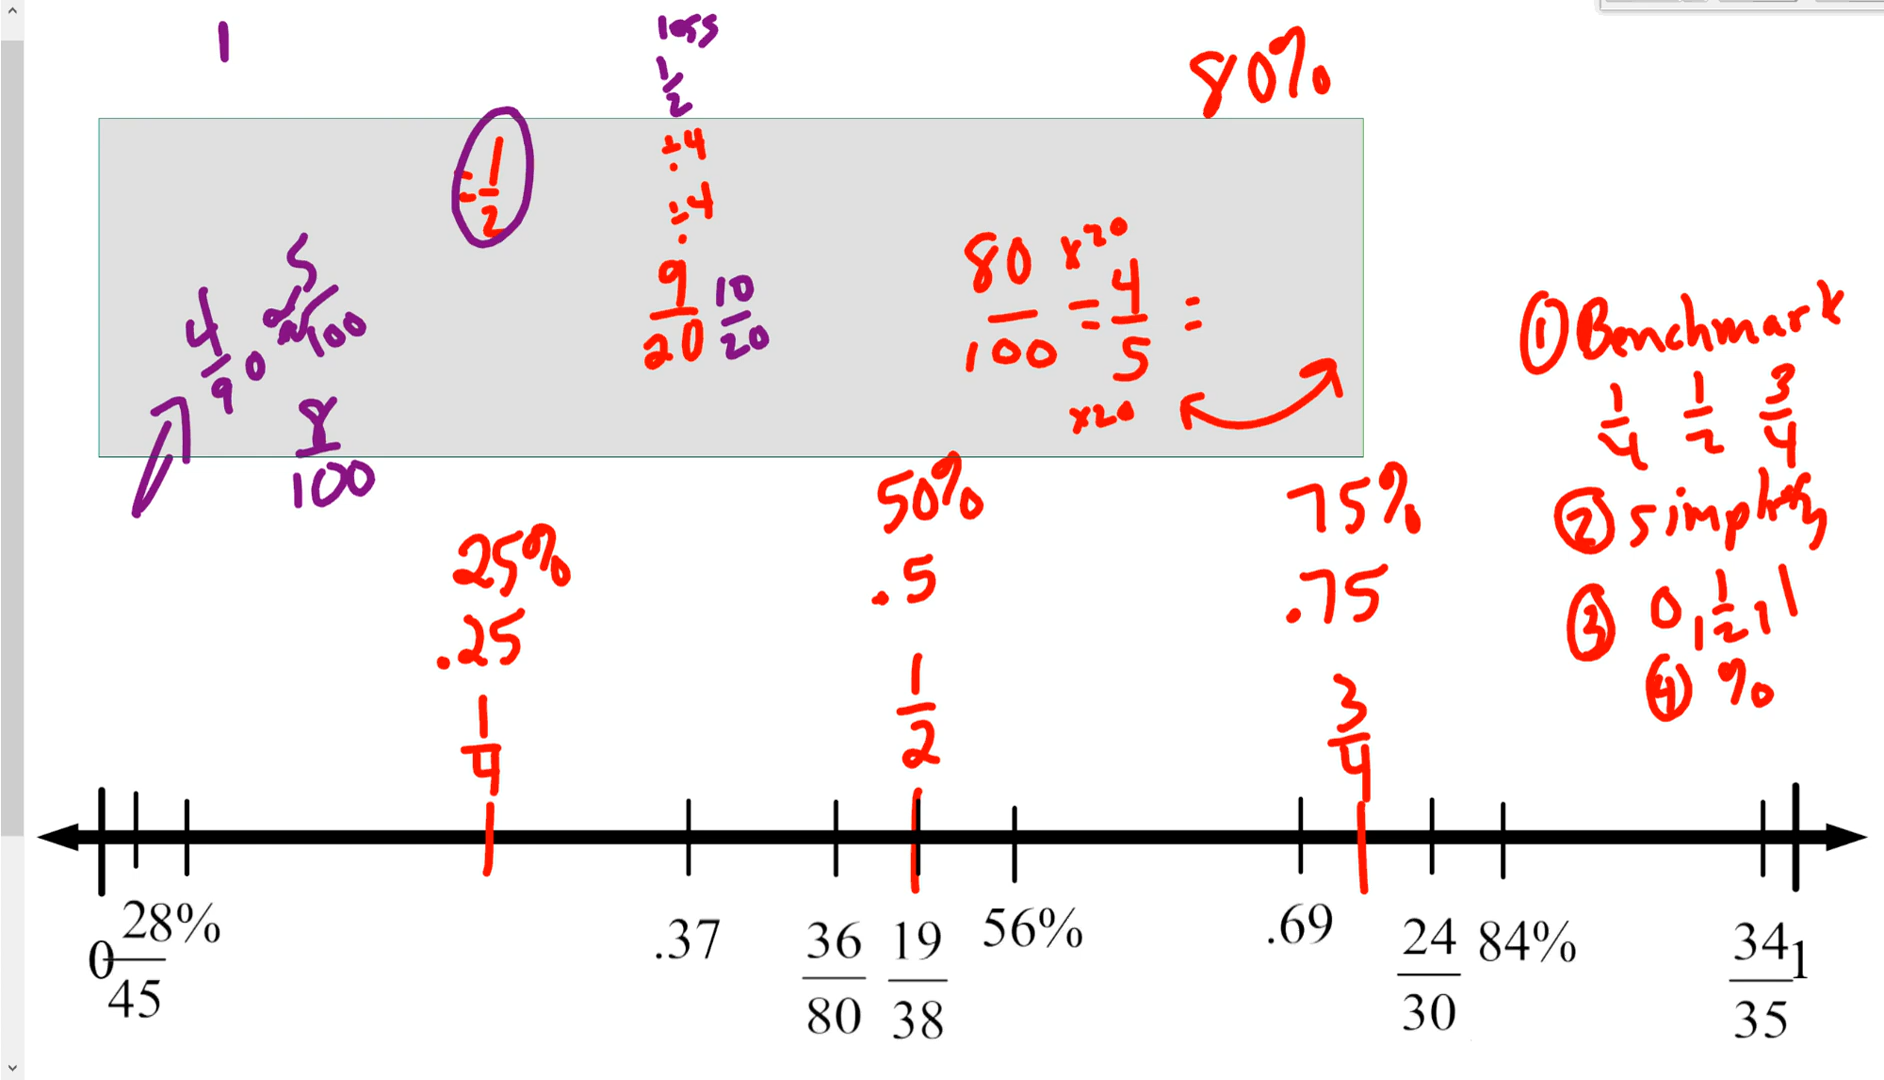 1
less
1/2
80%
= 1/2
÷4
÷4
9/20 10/20
80/100 = 4/5 =
x20
x20
4/90
5/100
8/100
① Benchmark
1/4 1/2 3/4
② Simplify
③ 0, 1/2, 1
④ %
25% 50% 75%
.25 .5 .75
1/4 1/2 3/4
0 2/45 8% .37 36/80 19/38 56% .69 24/30 84% 34/35 1